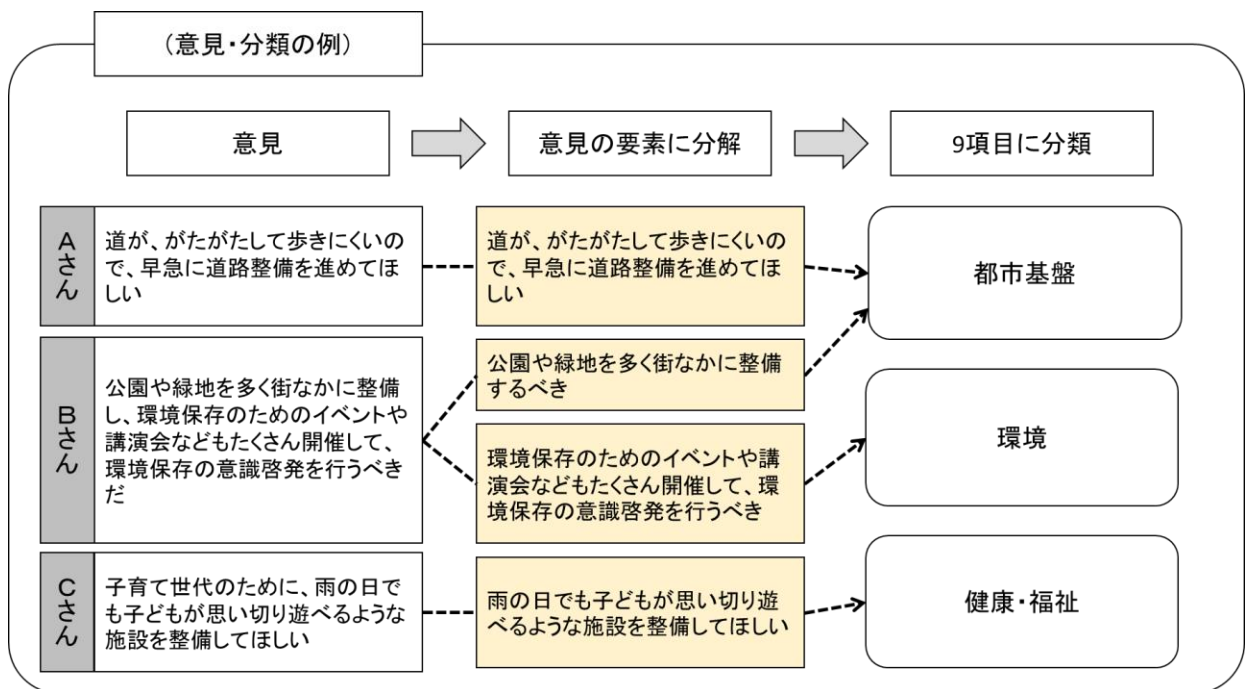 (意見・分類の例)
意見
意見の要素に分解
9項目に分類
Aさん
道が、がたがたして歩きにくいの
で、早急に道路整備を進めてほ
しい
道が、がたがたして歩きにくいの
で、早急に道路整備を進めてほ
しい
都市基盤
Bさん
公園や緑地を多く街なかに整備
し、環境保存のためのイベントや
講演会などもたくさん開催して、
環境保存の意識啓発を行うべき
だ
公園や緑地を多く街なかに整備
するべき
環境保存のためのイベントや講
演会などもたくさん開催して、環
境保存の意識啓発を行うべき
環境
Cさん
子育て世代のために、雨の日で
も子どもが思い切り遊べるような
施設を整備してほしい
雨の日でも子どもが思い切り遊
べるような施設を整備してほしい
健康・福祉